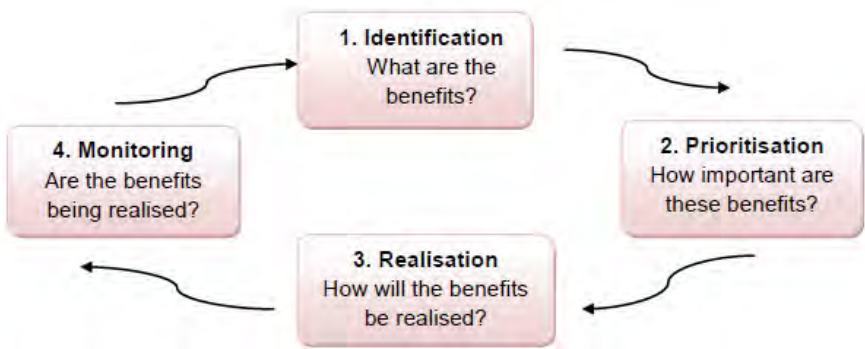 1. Identification
What are the
benefits?
2. Prioritisation
How important are
these benefits?
3. Realisation
How will the benefits
be realised?
4. Monitoring
Are the benefits
being realised?